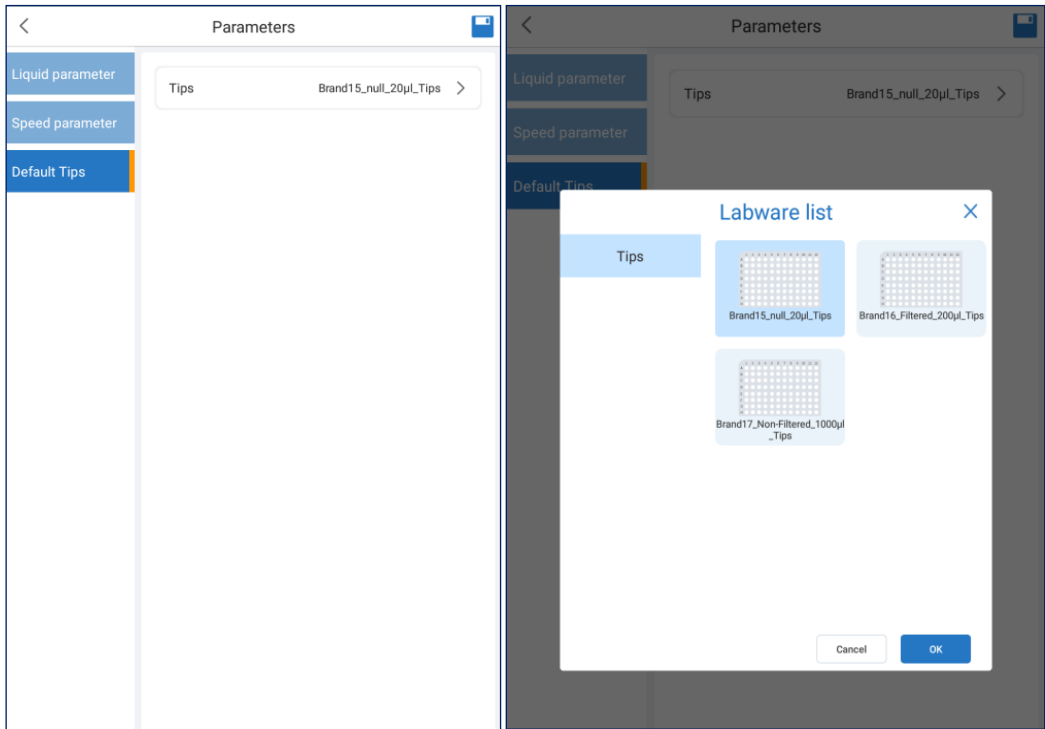 Parameters
Liquid parameter
Speed parameter
Default Tips
Tips
Brand15_null_20µl_Tips
Parameters
Liquid parameter
Speed parameter
Default Tips
Tips
Brand15_null_20µl_Tips
Labware list
Tips
Brand15_null_20µl_Tips
Brand16_Filtered_200µl_Tips
Brand17_Non-Filtered_1000µl
_Tips
Cancel
OK